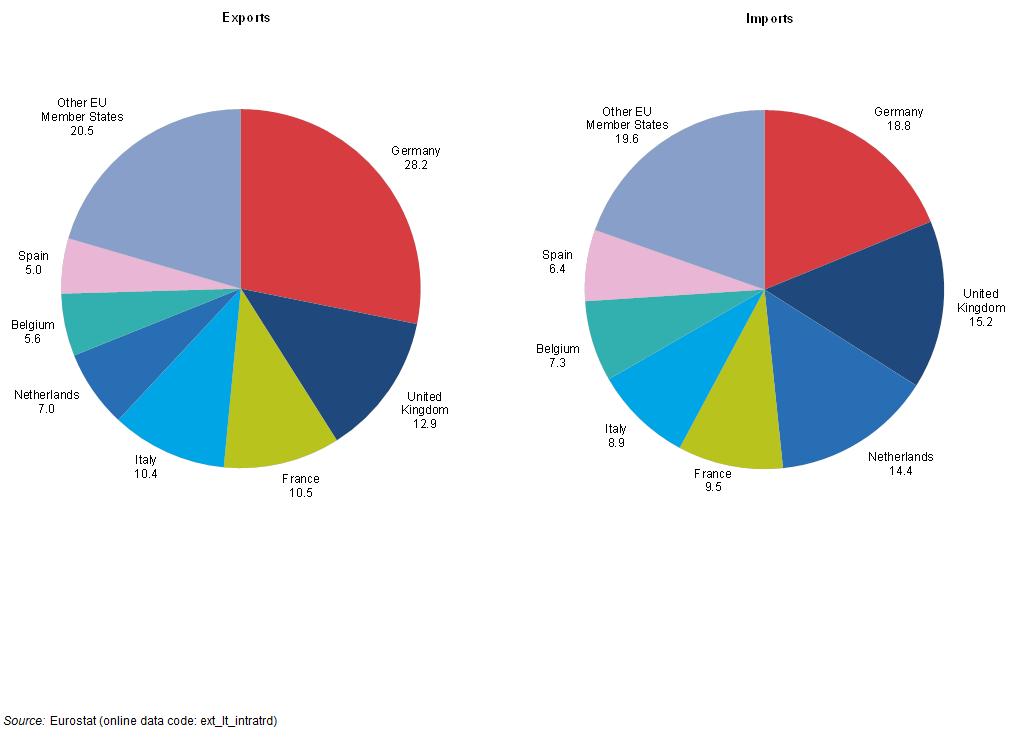 Exports
Other EU
Member States
20.5
Germany
28.2
Spain
5.0
Belgium
5.6
Netherlands
7.0
Italy
10.4
France
10.5
United
Kingdom
12.9
Imports
Other EU
Member States
19.6
Germany
18.8
Spain
6.4
United
Kingdom
15.2
Belgium
7.3
Italy
8.9
France
9.5
Netherlands
14.4
Source: Eurostat (online data code: ext_lt_intratrd)